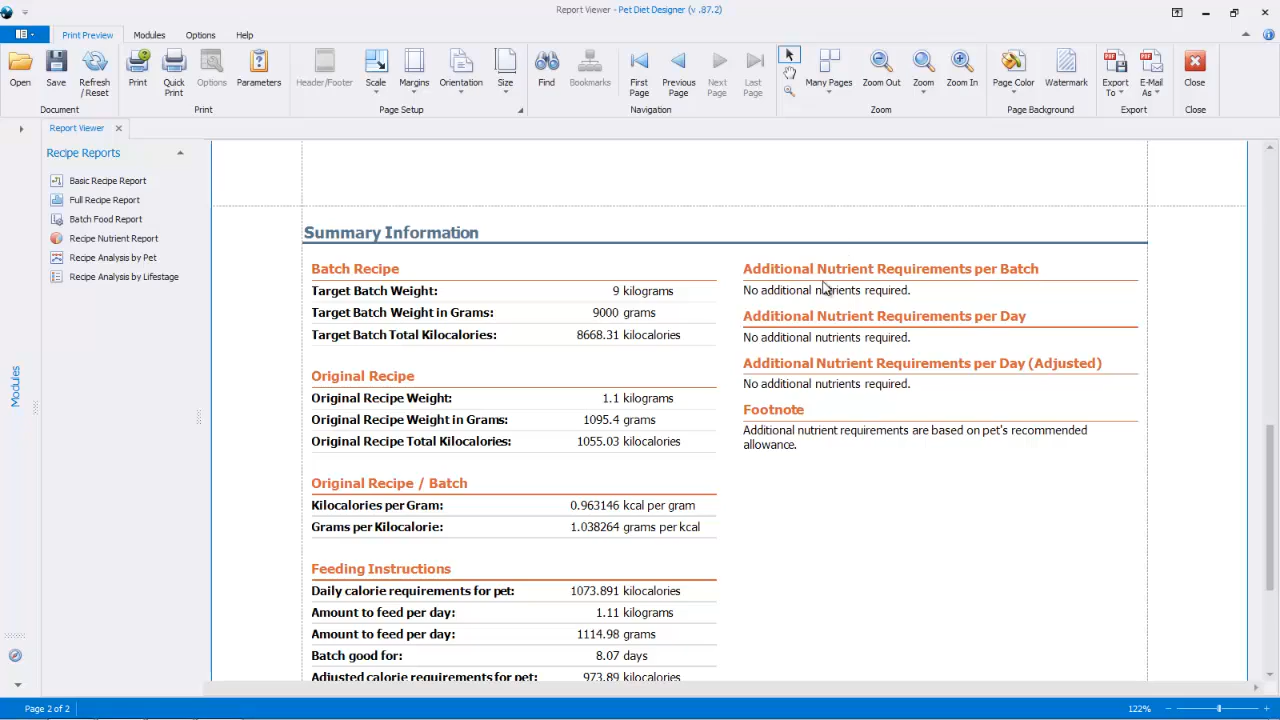 Report Viewer - Pet Diet Designer (v .87.2)
Print Preview Modules Options Help
Open Save Refresh / Reset Print Quick Print Options Parameters Header/Footer Scale Margins Orientation Size Find Bookmarks First Page Previous Page Next Page Last Page Many Pages Zoom Out Zoom Zoom In Page Color Watermark Export To E-Mail As Close
Document Print Page Setup Navigation Zoom Page Background Export Close
Report Viewer
Recipe Reports
Basic Recipe Report
Full Recipe Report
Batch Food Report
Recipe Nutrient Report
Recipe Analysis by Pet
Recipe Analysis by Lifestage
Modules
Summary Information
Batch Recipe
Target Batch Weight: 9 kilograms
Target Batch Weight in Grams: 9000 grams
Target Batch Total Kilocalories: 8668.31 kilocalories
Original Recipe
Original Recipe Weight: 1.1 kilograms
Original Recipe Weight in Grams: 1095.4 grams
Original Recipe Total Kilocalories: 1055.03 kilocalories
Original Recipe / Batch
Kilocalories per Gram: 0.963146 kcal per gram
Grams per Kilocalorie: 1.038264 grams per kcal
Feeding Instructions
Daily calorie requirements for pet: 1073.891 kilocalories
Amount to feed per day: 1.11 kilograms
Amount to feed per day: 1114.98 grams
Batch good for: 8.07 days
Adjusted calorie requirements for pet: 973.89 kilocalories
Additional Nutrient Requirements per Batch
No additional nutrients required.
Additional Nutrient Requirements per Day
No additional nutrients required.
Additional Nutrient Requirements per Day (Adjusted)
No additional nutrients required.
Footnote
Additional nutrient requirements are based on pet's recommended
allowance.
Page 2 of 2
122%